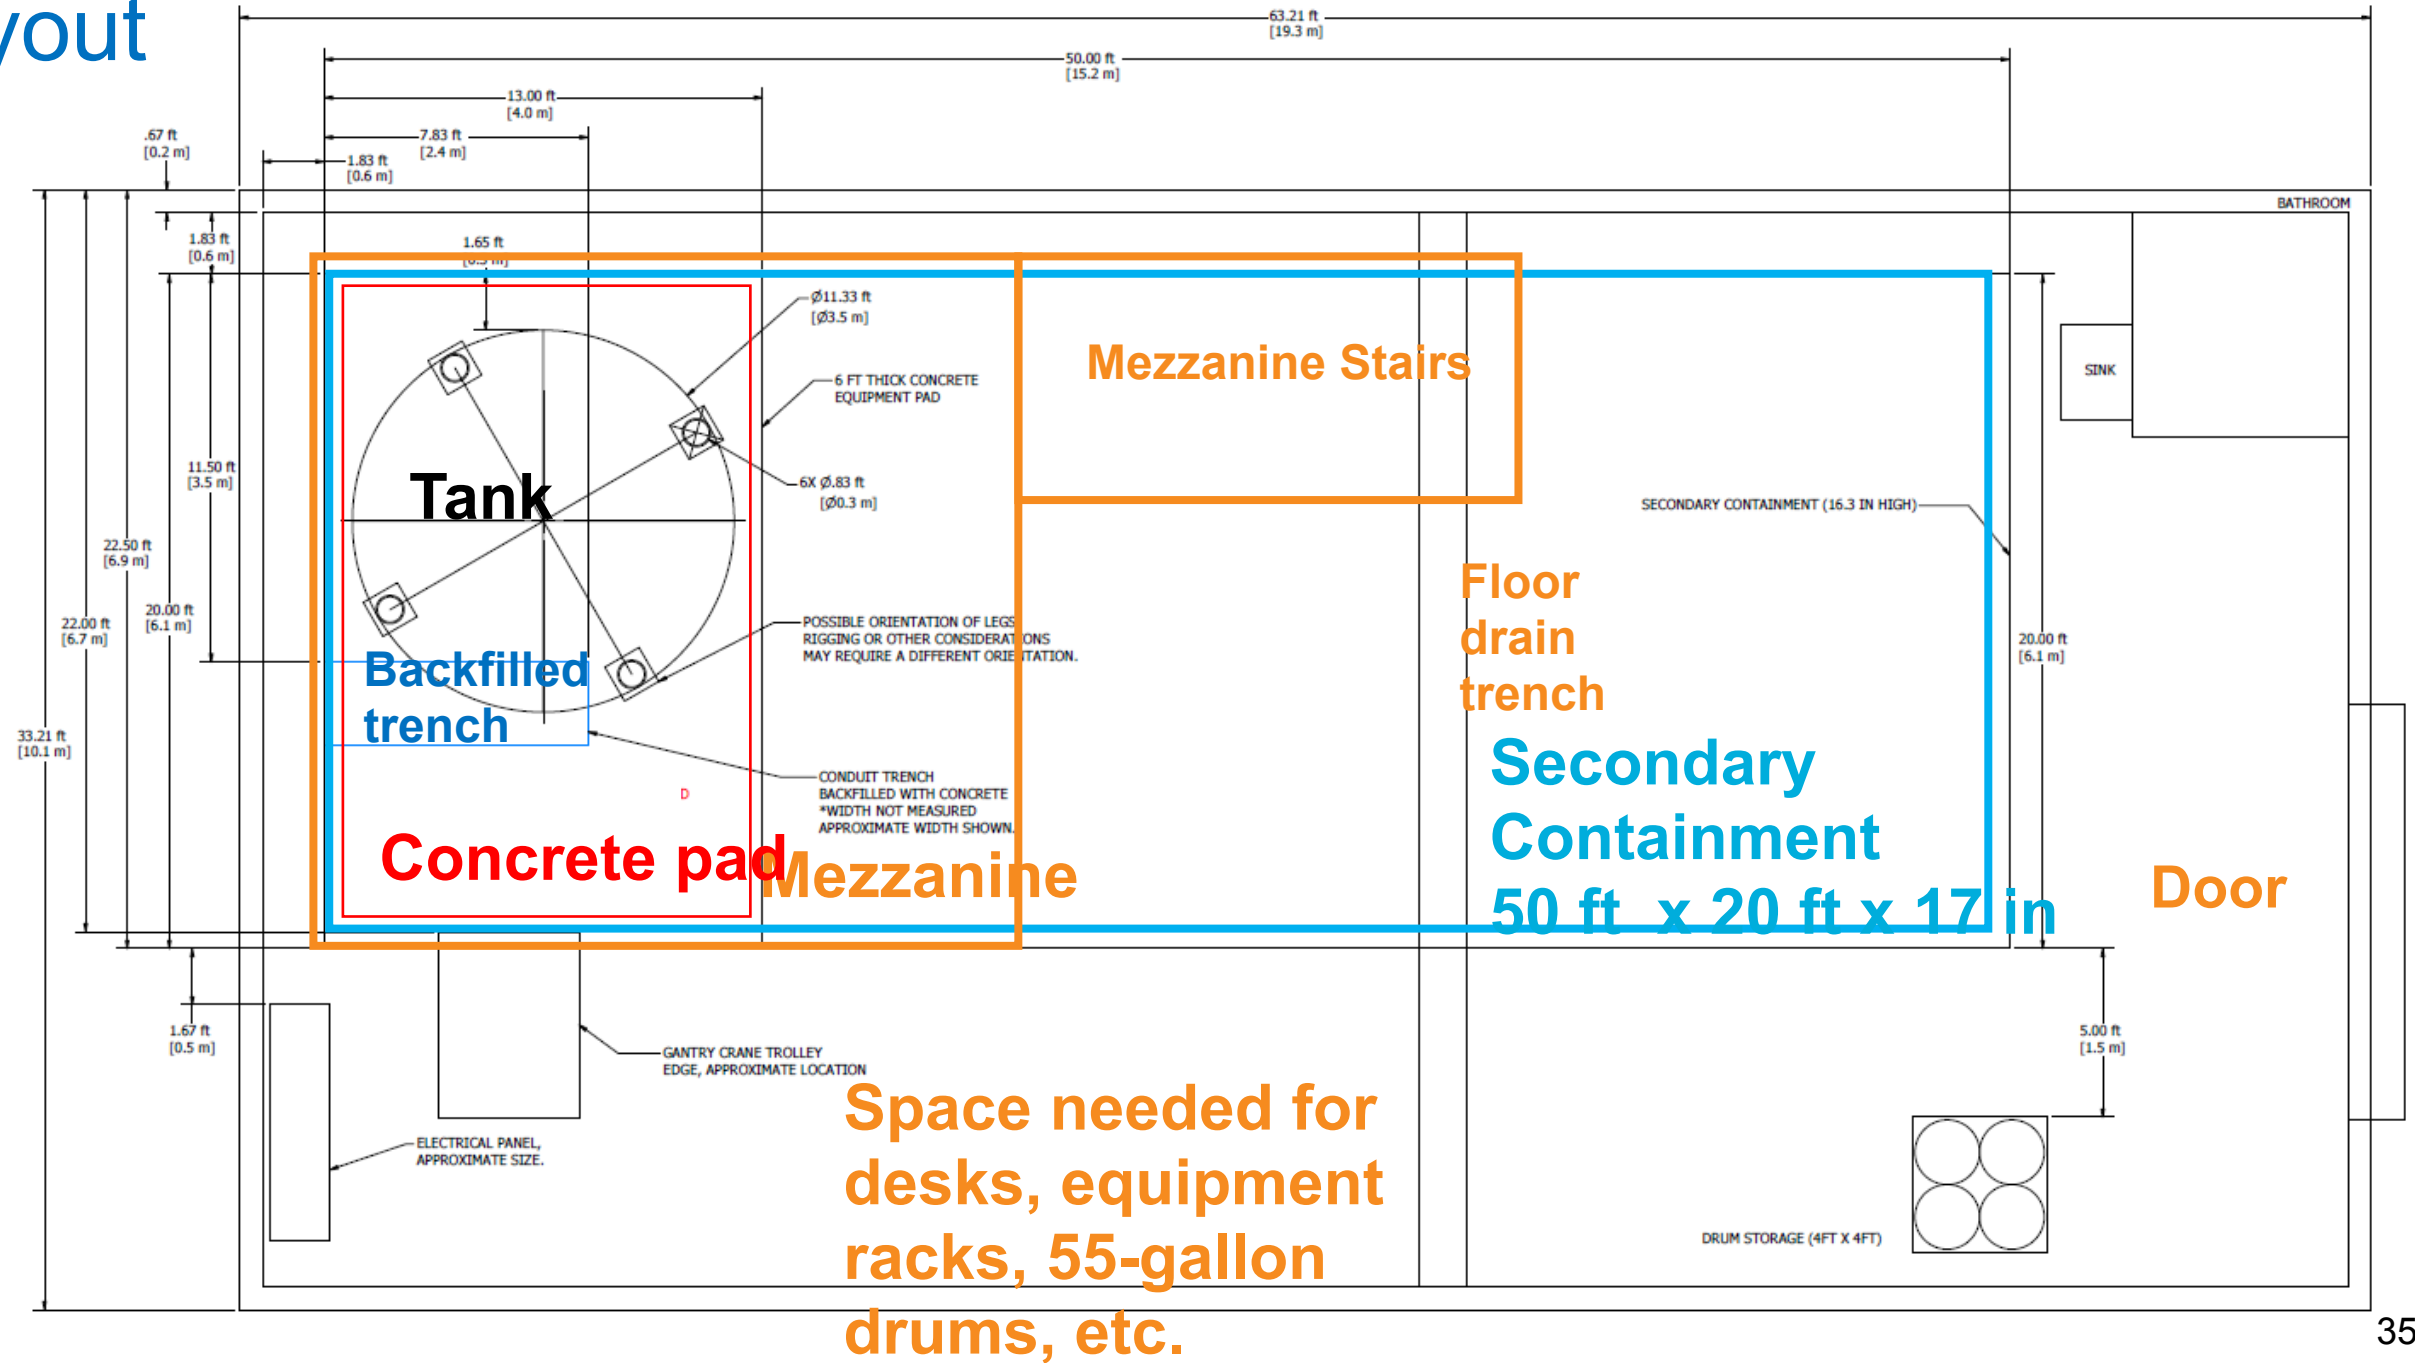 yout
63.21 ft
[19.3 m]
50.00 ft
[15.2 m]
13.00 ft
[4.0 m]
7.83 ft
[2.4 m]
.67 ft
[0.2 m]
1.83 ft
[0.6 m]
BATHROOM
1.83 ft
[0.6 m]
1.65 ft
Ø11.33 ft
[Ø3.5 m]
Mezzanine Stairs
6 FT THICK CONCRETE
EQUIPMENT PAD
SINK
11.50 ft
[3.5 m]
Tank
6X Ø.83 ft
[Ø0.3 m]
SECONDARY CONTAINMENT (16.3 IN HIGH)
22.50 ft
[6.9 m]
Floor
drain
trench
22.00 ft
[6.7 m]
20.00 ft
[6.1 m]
POSSIBLE ORIENTATION OF LEGS
RIGGING OR OTHER CONSIDERATIONS
MAY REQUIRE A DIFFERENT ORIENTATION.
20.00 ft
[6.1 m]
Backfilled
trench
33.21 ft
[10.1 m]
CONDUIT TRENCH
BACKFILLED WITH CONCRETE
*WIDTH NOT MEASURED
APPROXIMATE WIDTH SHOWN.
D
Secondary
Containment
50 ft x 20 ft x 17 in
Concrete pad
Mezzanine
Door
1.67 ft
[0.5 m]
GANTRY CRANE TROLLEY
EDGE, APPROXIMATE LOCATION
5.00 ft
[1.5 m]
ELECTRICAL PANEL,
APPROXIMATE SIZE.
Space needed for
desks, equipment
racks, 55-gallon
drums, etc.
DRUM STORAGE (4FT X 4FT)
35